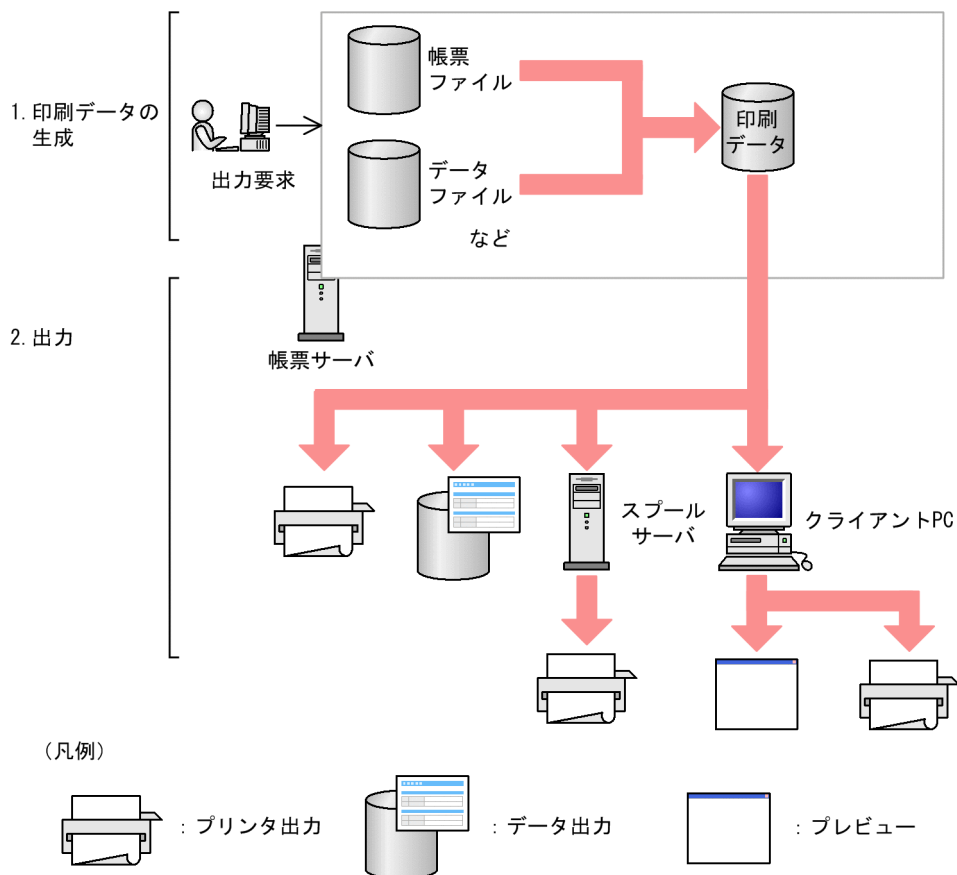 1. 印刷データの
生成
出力要求
帳票
ファイル
データ
ファイル
など
印刷
データ
2. 出力
帳票サーバ
スプール
サーバ
クライアントPC
（凡例）
：プリンタ出力
：データ出力
：プレビュー